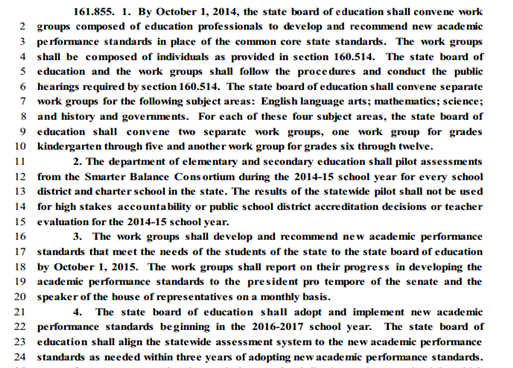 161.855. 1. By October 1, 2014, the state board of education shall convene work
2 groups composed of education professionals to develop and recommend new academic
3 performance standards in place of the common core state standards. The work groups
4 shall be composed of individuals as provided in section 160.514. The state board of
5 education and the work groups shall follow the procedures and conduct the public
6 hearings required by section 160.514. The state board of education shall convene separate
7 work groups for the following subject areas: English language arts; mathematics; science;
8 and history and governments. For each of these four subject areas, the state board of
9 education shall convene two separate work groups, one work group for grades
10 kindergarten through five and another work group for grades six through twelve.
11 2. The department of elementary and secondary education shall pilot assessments
12 from the Smarter Balance Consortium during the 2014-15 school year for every school
13 district and charter school in the state. The results of the statewide pilot shall not be used
14 for high stakes accountability or public school district accreditation decisions or teacher
15 evaluation for the 2014-15 school year.
16 3. The work groups shall develop and recommend new academic performance
17 standards that meet the needs of the students of the state to the state board of education
18 by October 1, 2015. The work groups shall report on their progress in developing the
19 academic performance standards to the president pro tempore of the senate and the
20 speaker of the house of representatives on a monthly basis.
21 4. The state board of education shall adopt and implement new academic
22 performance standards beginning in the 2016-2017 school year. The state board of
23 education shall align the statewide assessment system to the new academic performance
24 standards as needed within three years of adopting new academic performance standards.